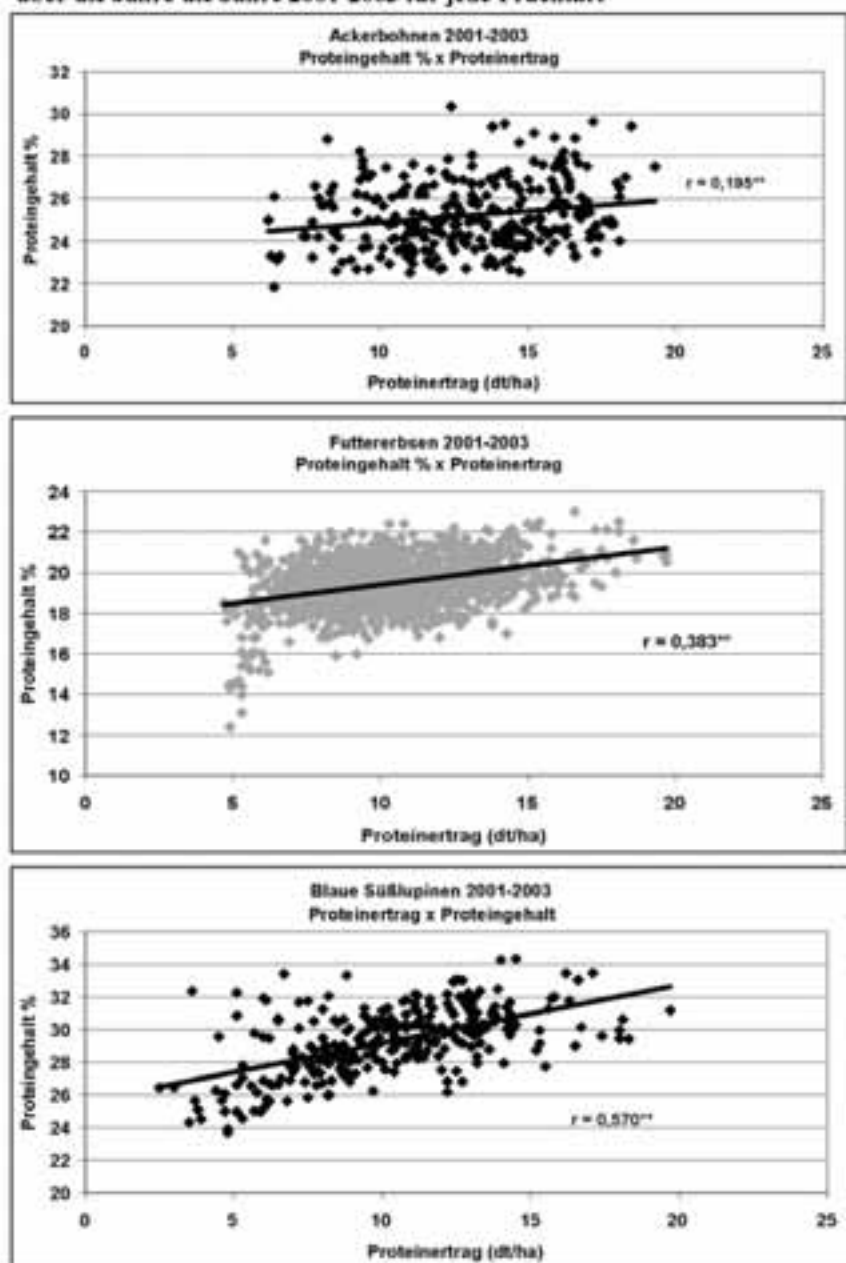 Ackerbohnen 2001-2003
Proteingehalt % x Proteinertrag
Proteingehalt %
32
30
28
26
24
22
20
r = 0,195**
0 5 10 15 20 25
Proteinertrag (dt/ha)
Futtererbsen 2001-2003
Proteingehalt % x Proteinertrag
Proteingehalt %
24
22
20
18
16
14
12
10
r = 0,383**
0 5 10 15 20 25
Proteinertrag (dt/ha)
Blaue Süßlupinen 2001-2003
Proteinertrag x Proteingehalt
Proteingehalt %
36
34
32
30
28
26
24
22
20
r = 0,570**
0 5 10 15 20 25
Proteinertrag (dt/ha)